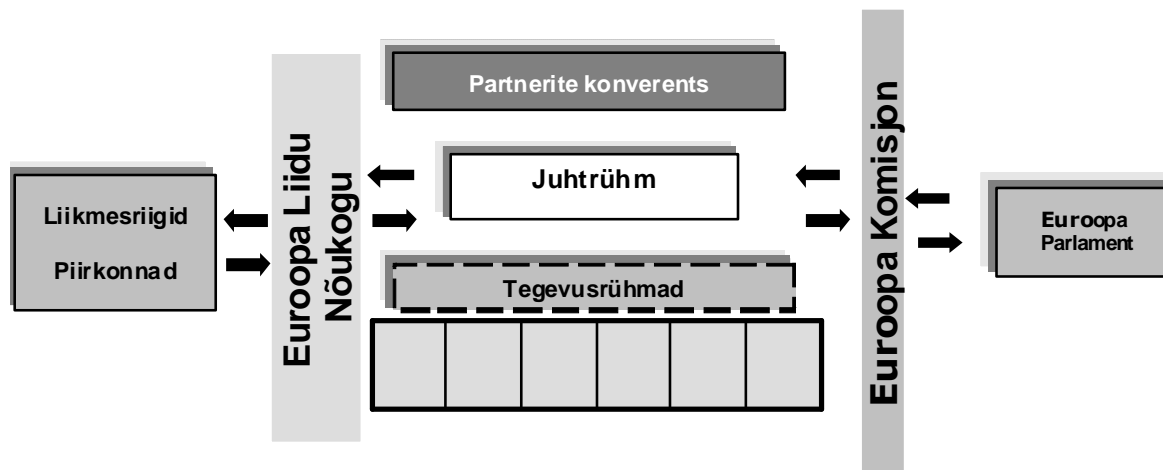 Liikmesriigid
Piirkonnad
Euroopa Liidu
Nõukogu
Partnerite konverents
Juhtrühm
Tegevusrühmad
Euroopa Komisjon
Euroopa
Parlament